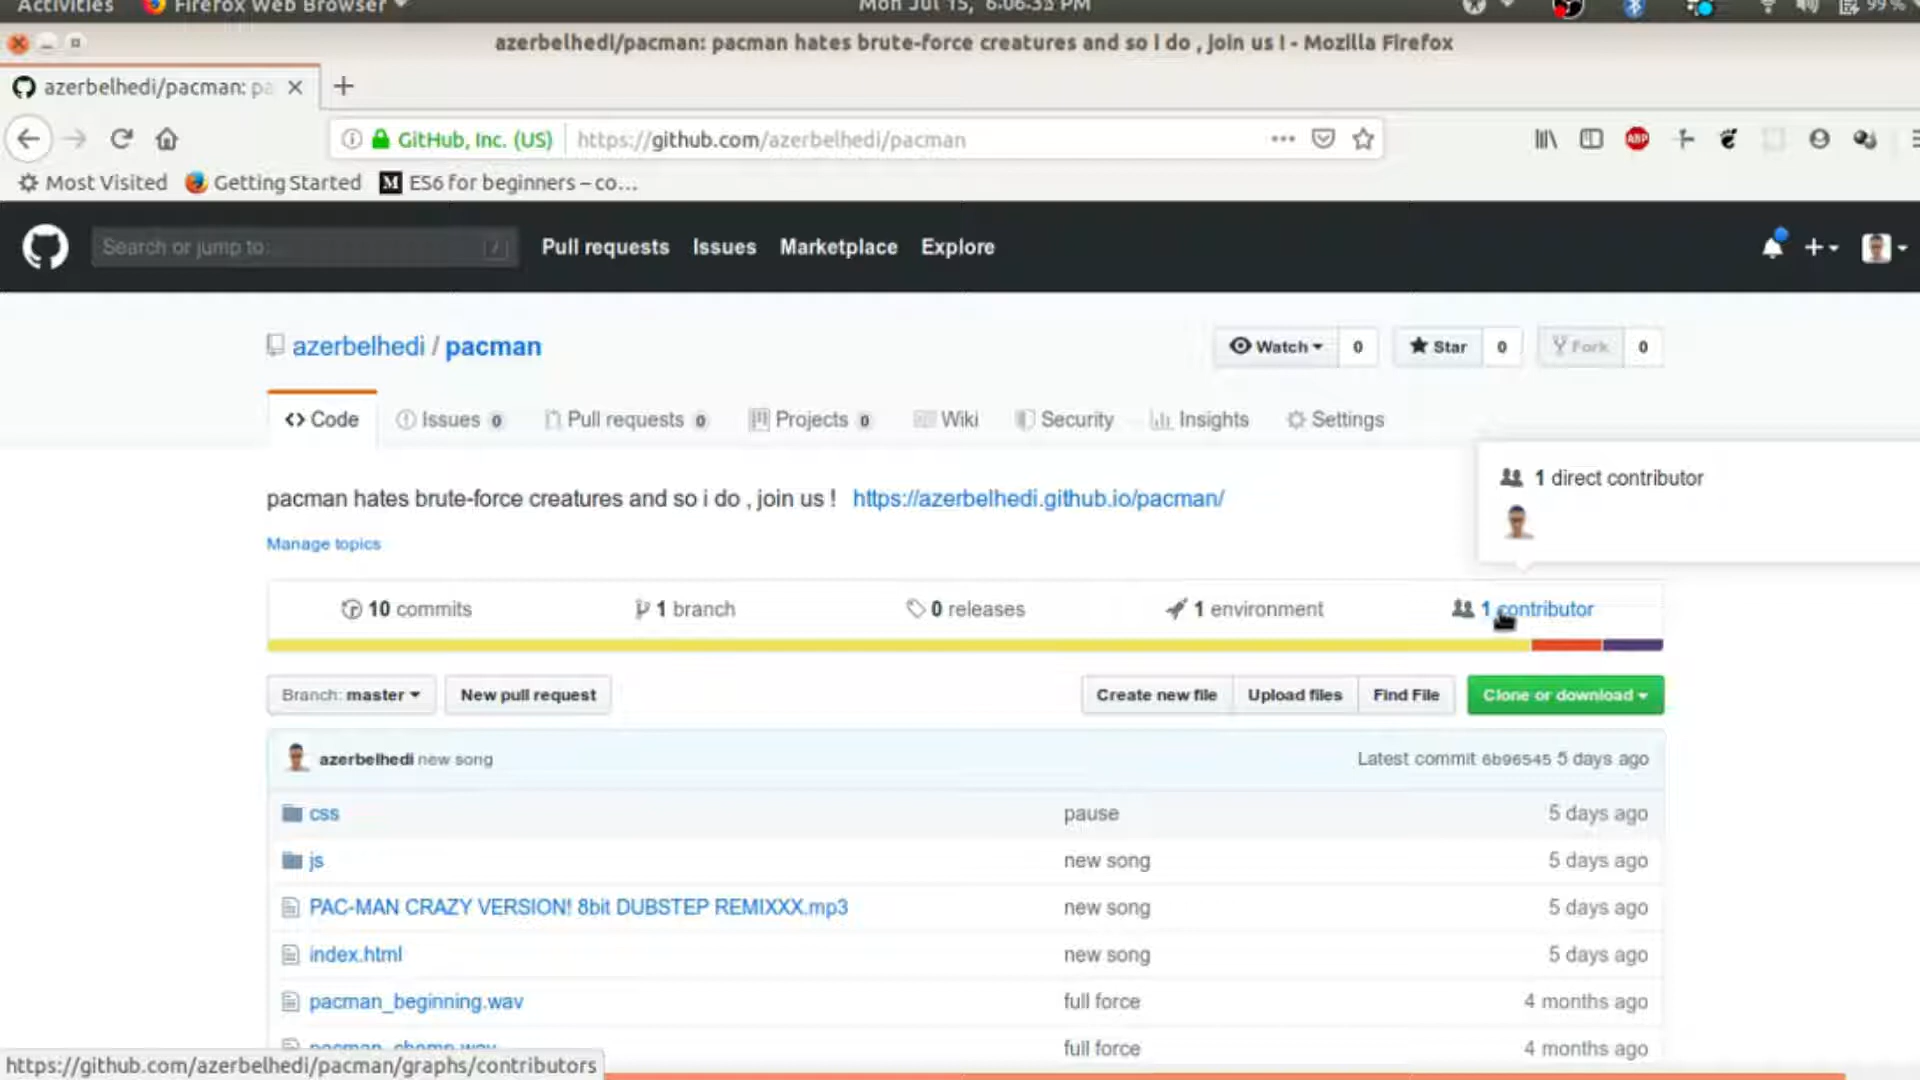 Activities Firefox Web Browser Mon Jul 15, 6:06:33 PM 99 %
azerbelhedi/pacman: pacman hates brute-force creatures and so i do , join us ! - Mozilla Firefox
azerbelhedi/pacman: pa
GitHub, Inc. (US) https://github.com/azerbelhedi/pacman
ABP
Most Visited Getting Started M ES6 for beginners – co…
Search or jump to… / Pull requests Issues Marketplace Explore
azerbelhedi / pacman Watch 0 Star 0 Fork 0
Code Issues 0 Pull requests 0 Projects 0 Wiki Security Insights Settings
1 direct contributor
pacman hates brute-force creatures and so i do , join us ! https://azerbelhedi.github.io/pacman/
Manage topics
10 commits 1 branch 0 releases 1 environment 1 contributor
Branch: master New pull request Create new file Upload files Find File Clone or download
azerbelhedi new song Latest commit 6b96545 5 days ago
css pause 5 days ago
js new song 5 days ago
PAC-MAN CRAZY VERSION! 8bit DUBSTEP REMIXXX.mp3 new song 5 days ago
index.html new song 5 days ago
pacman_beginning.wav full force 4 months ago
pacman_chomp.wav full force 4 months ago
https://github.com/azerbelhedi/pacman/graphs/contributors